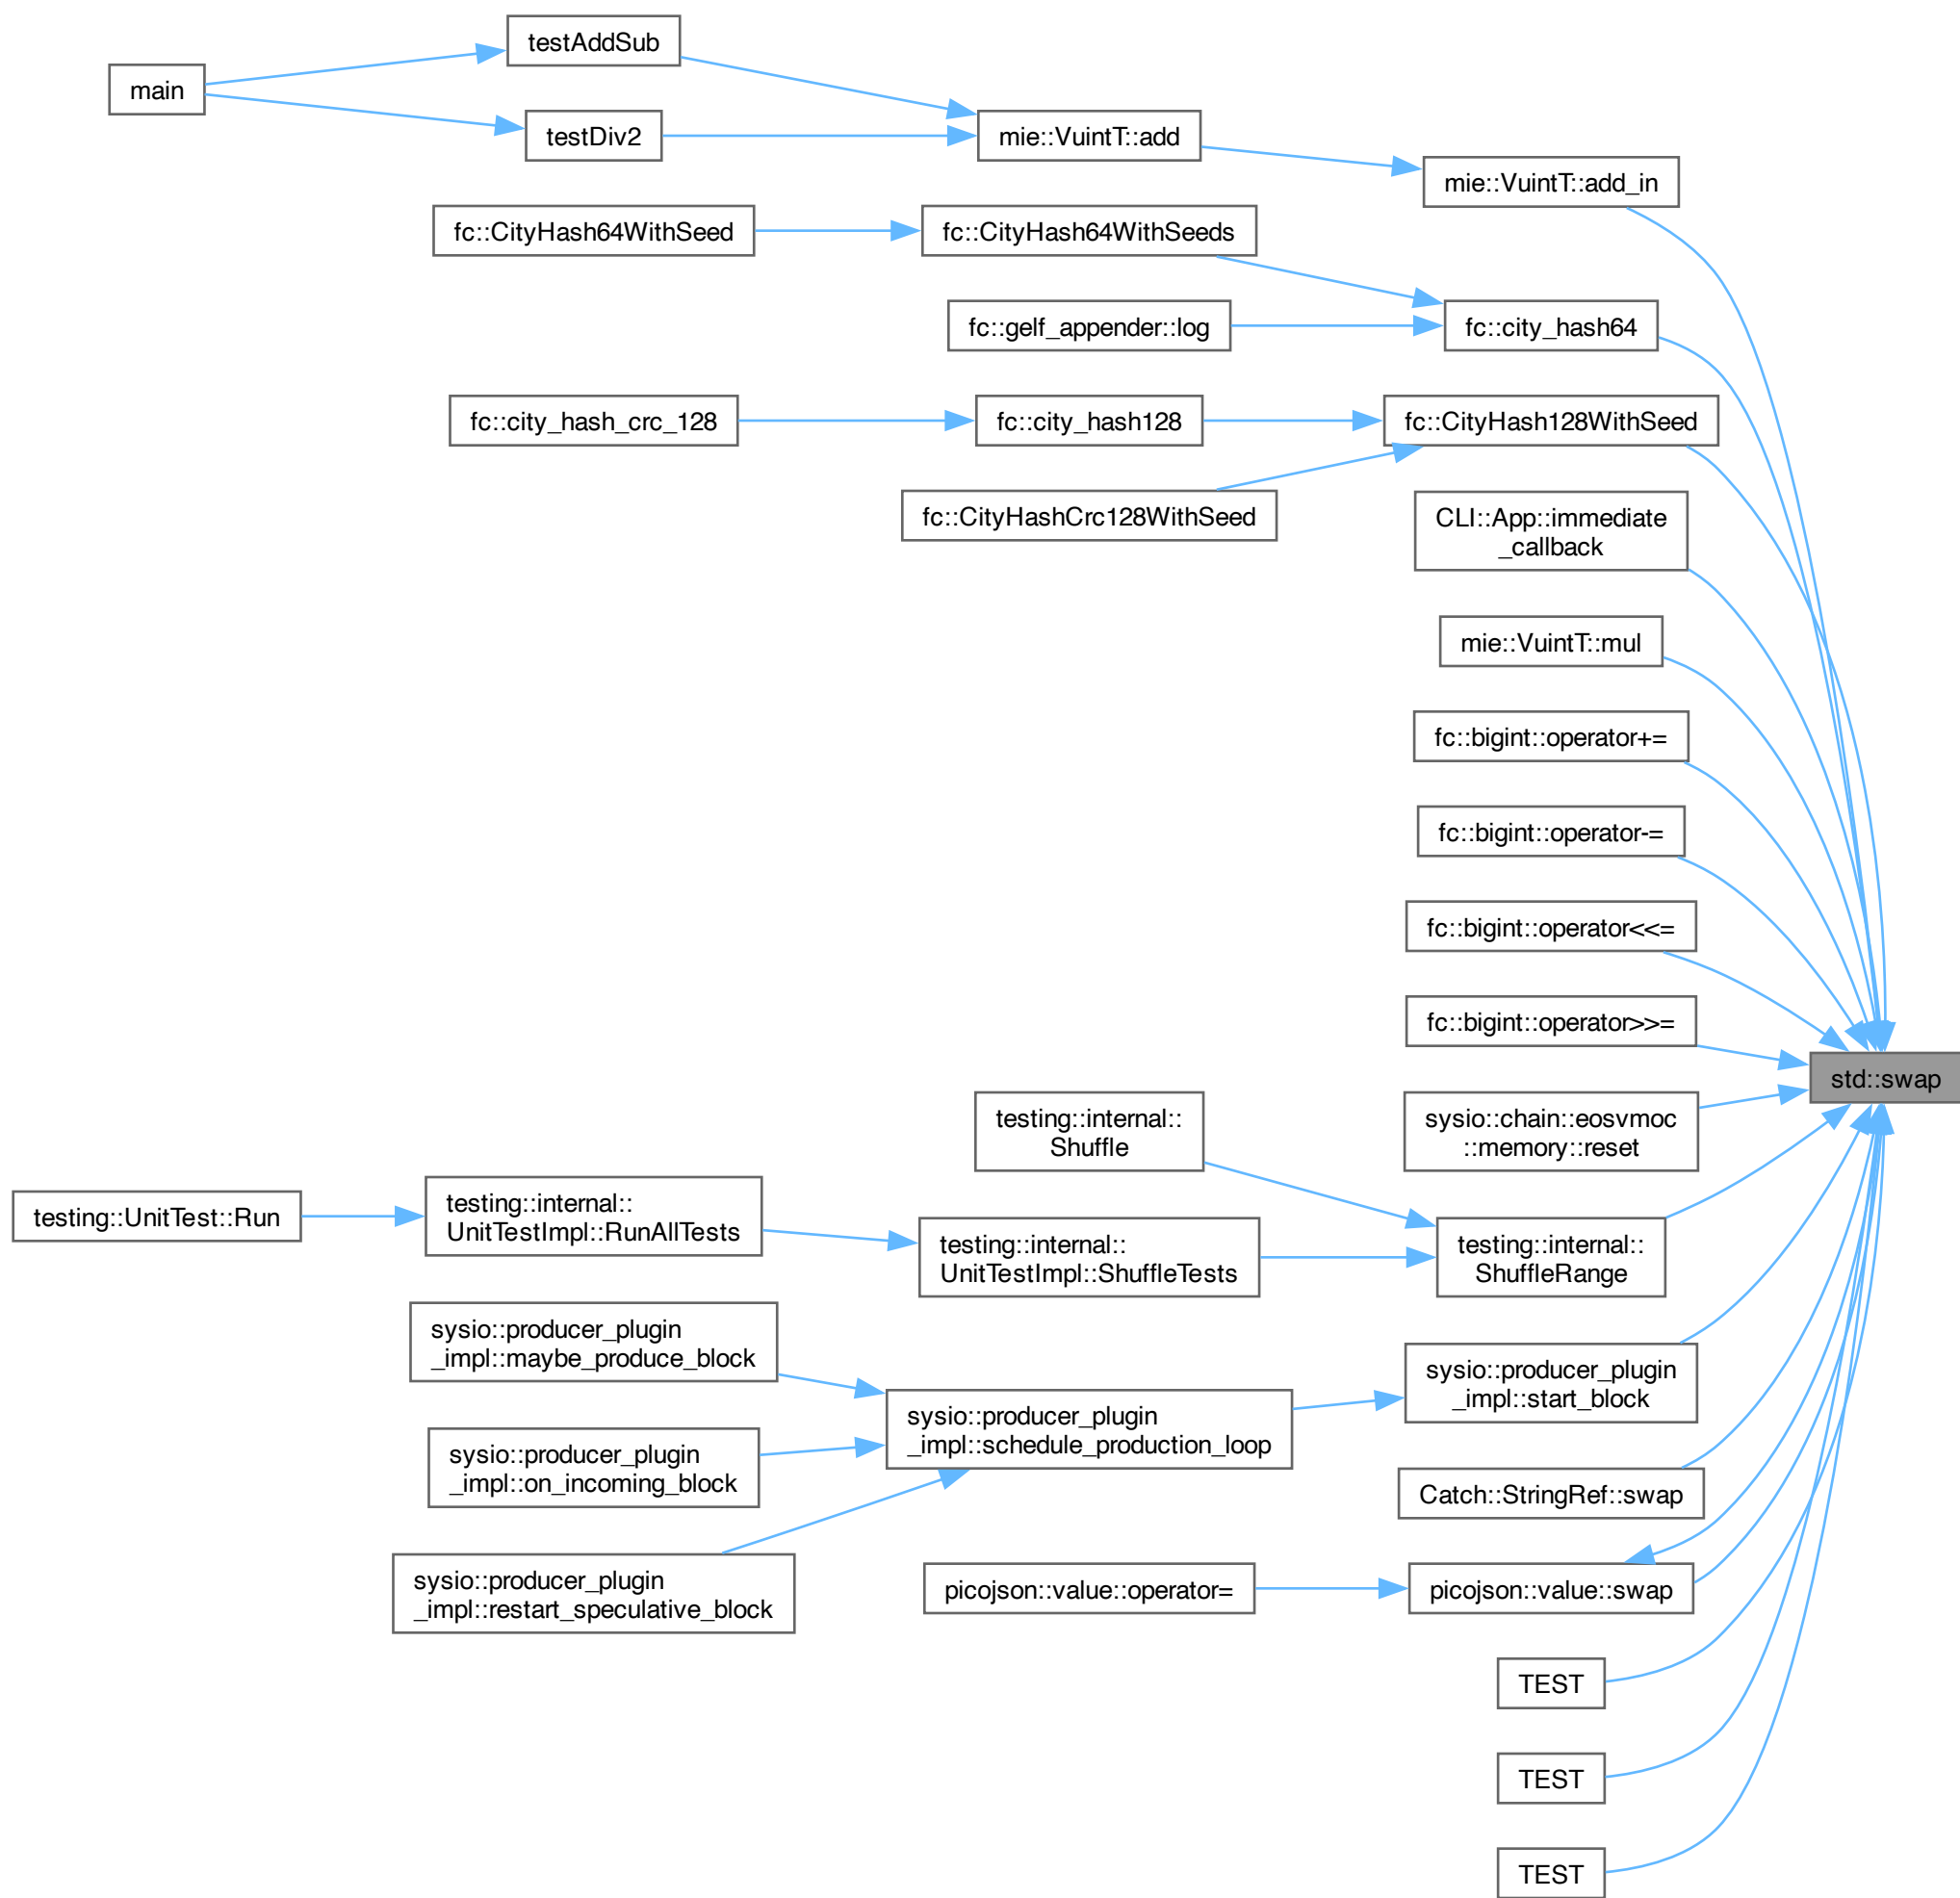 testAddSub
main
testDiv2
mie::VuintT::add
mie::VuintT::add_in
fc::CityHash64WithSeed
fc::CityHash64WithSeeds
fc::gelf_appender::log
fc::city_hash64
fc::city_hash_crc_128
fc::city_hash128
fc::CityHash128WithSeed
fc::CityHashCrc128WithSeed
CLI::App::immediate
_callback
mie::VuintT::mul
fc::bigint::operator+=
fc::bigint::operator-=
fc::bigint::operator<<=
fc::bigint::operator>>=
std::swap
sysio::chain::eosvmoc
::memory::reset
testing::internal::
Shuffle
testing::UnitTest::Run
testing::internal::
UnitTestImpl::RunAllTests
testing::internal::
UnitTestImpl::ShuffleTests
testing::internal::
ShuffleRange
sysio::producer_plugin
_impl::maybe_produce_block
sysio::producer_plugin
_impl::on_incoming_block
sysio::producer_plugin
_impl::schedule_production_loop
sysio::producer_plugin
_impl::start_block
Catch::StringRef::swap
sysio::producer_plugin
_impl::restart_speculative_block
picojson::value::operator=
picojson::value::swap
TEST
TEST
TEST